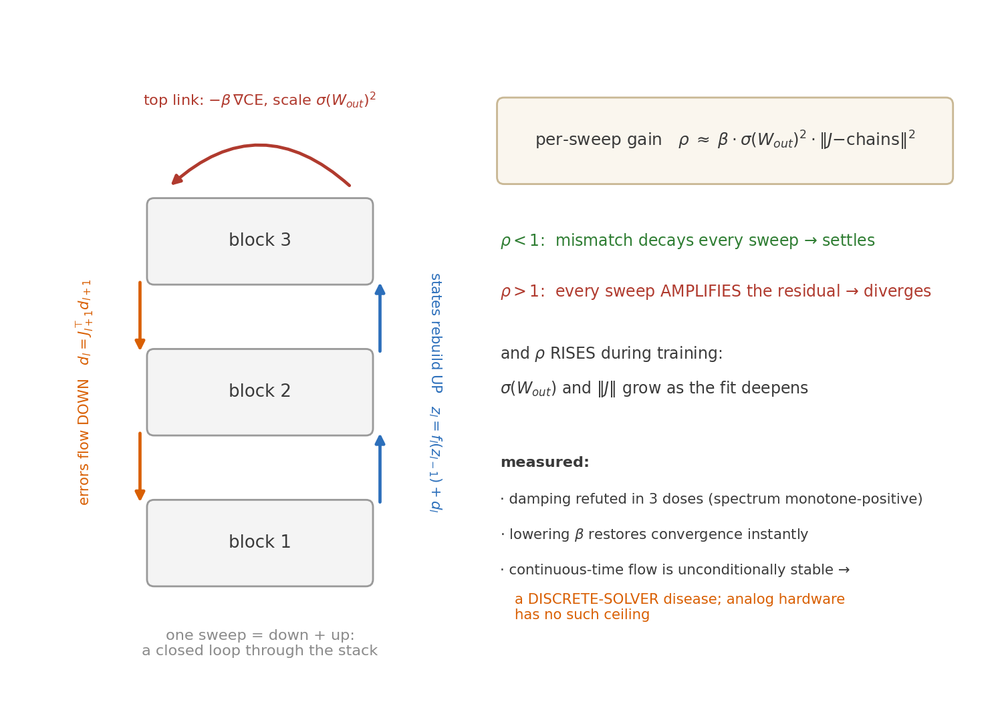 top link: −β ∇CE, scale σ(W_out)²
block 3
block 2
block 1
errors flow DOWN   d_l = J_{l+1}^⊤ d_{l+1}
states rebuild UP   z_l = f_l(z_{l−1}) + d_l
one sweep = down + up:
a closed loop through the stack
per-sweep gain   ρ ≈ β · σ(W_out)² · ‖J−chains‖²
ρ < 1:  mismatch decays every sweep → settles
ρ > 1:  every sweep AMPLIFIES the residual → diverges
and ρ RISES during training:
σ(W_out) and ‖J‖ grow as the fit deepens
measured:
· damping refuted in 3 doses (spectrum monotone-positive)
· lowering β restores convergence instantly
· continuous-time flow is unconditionally stable →
a DISCRETE-SOLVER disease; analog hardware
has no such ceiling